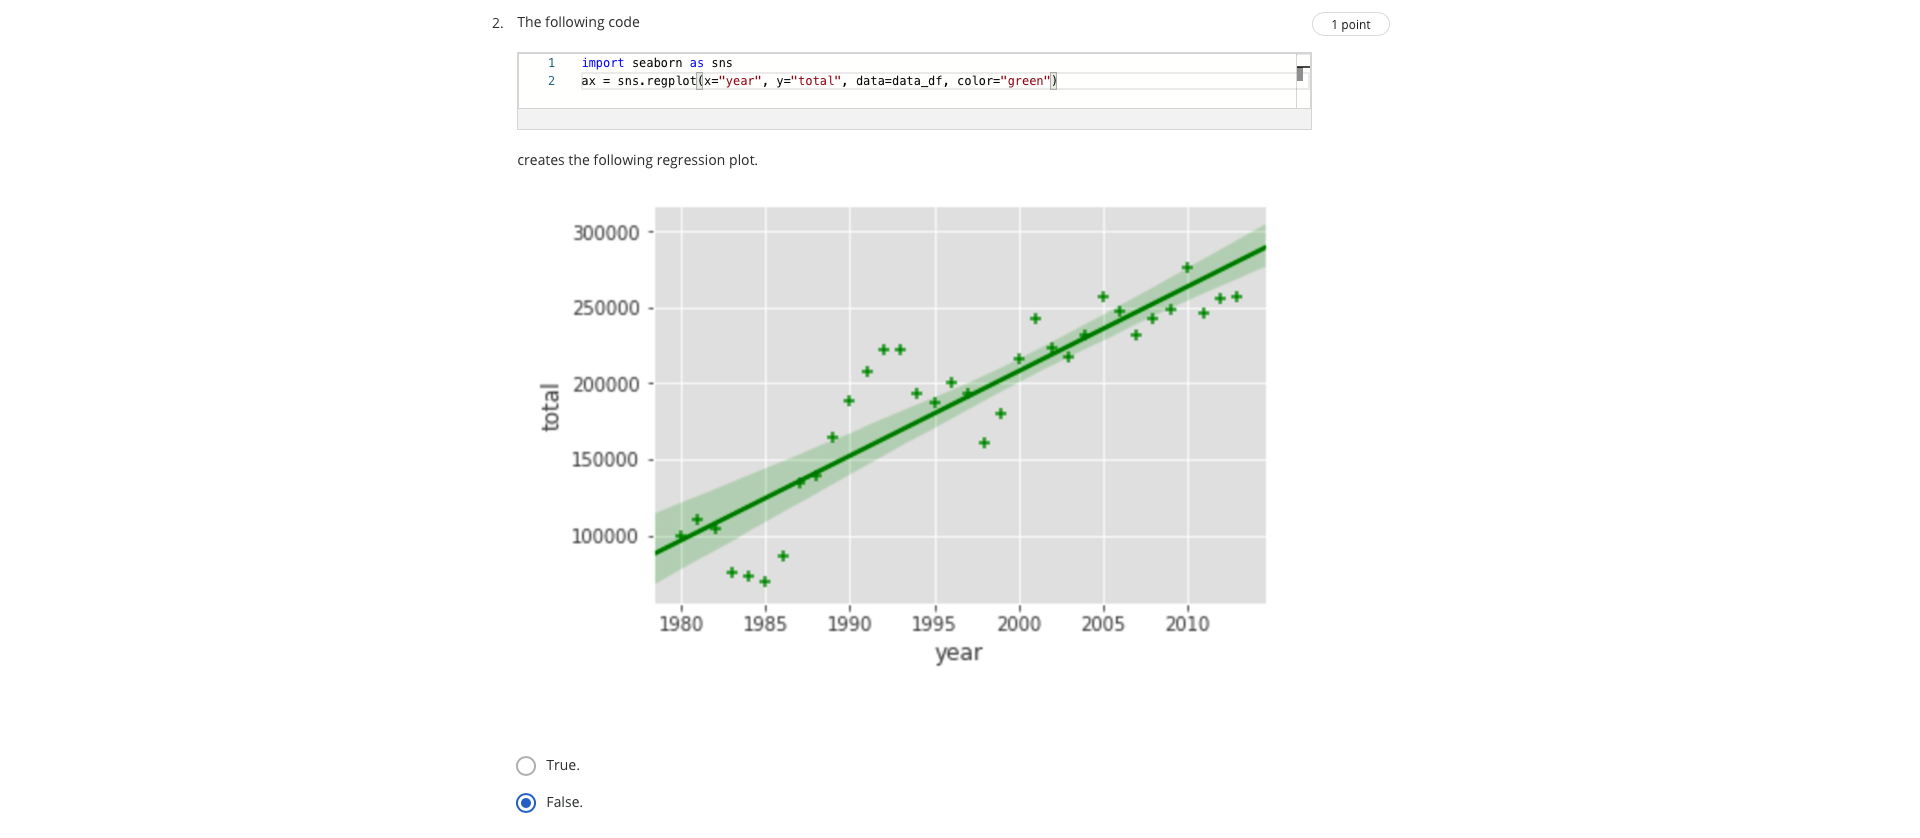 2. The following code
1 point
1 import seaborn as sns
2 ax = sns.regplot(x="year", y="total", data=data_df, color="green")
creates the following regression plot.
300000
250000
200000
150000
100000
total
1980 1985 1990 1995 2000 2005 2010
year
True.
False.